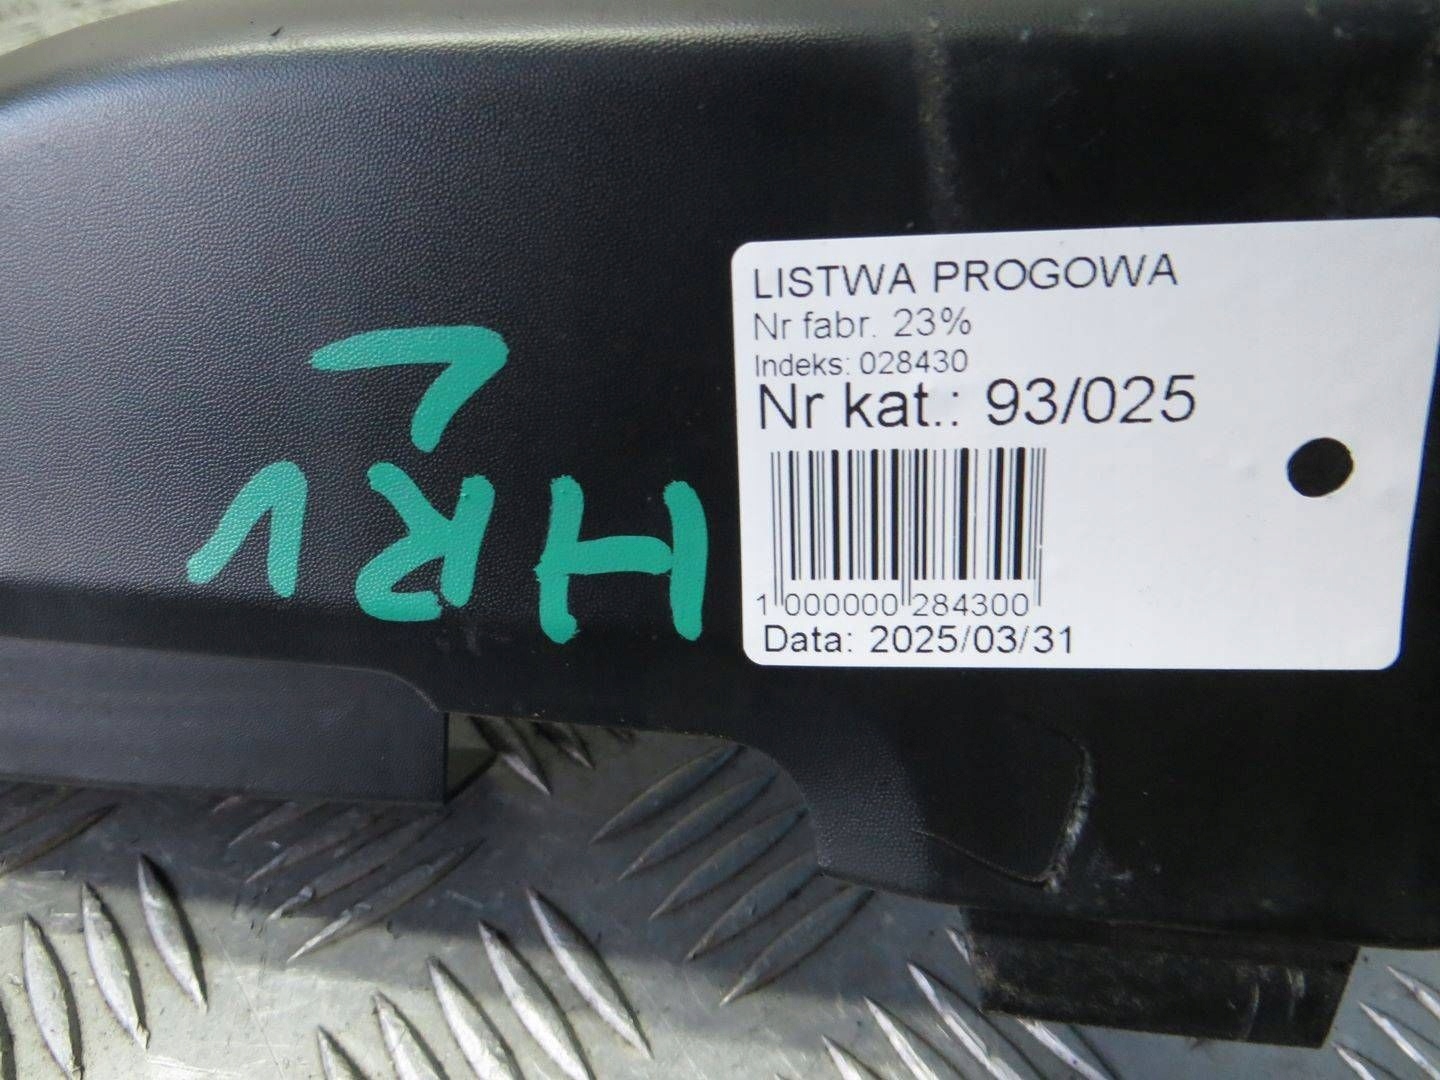 LISTWA PROGOWA
Nr fabr. 23%
Indeks: 028430
Nr kat.: 93/025
1 000000 284300
Data: 2025/03/31
HRV
L